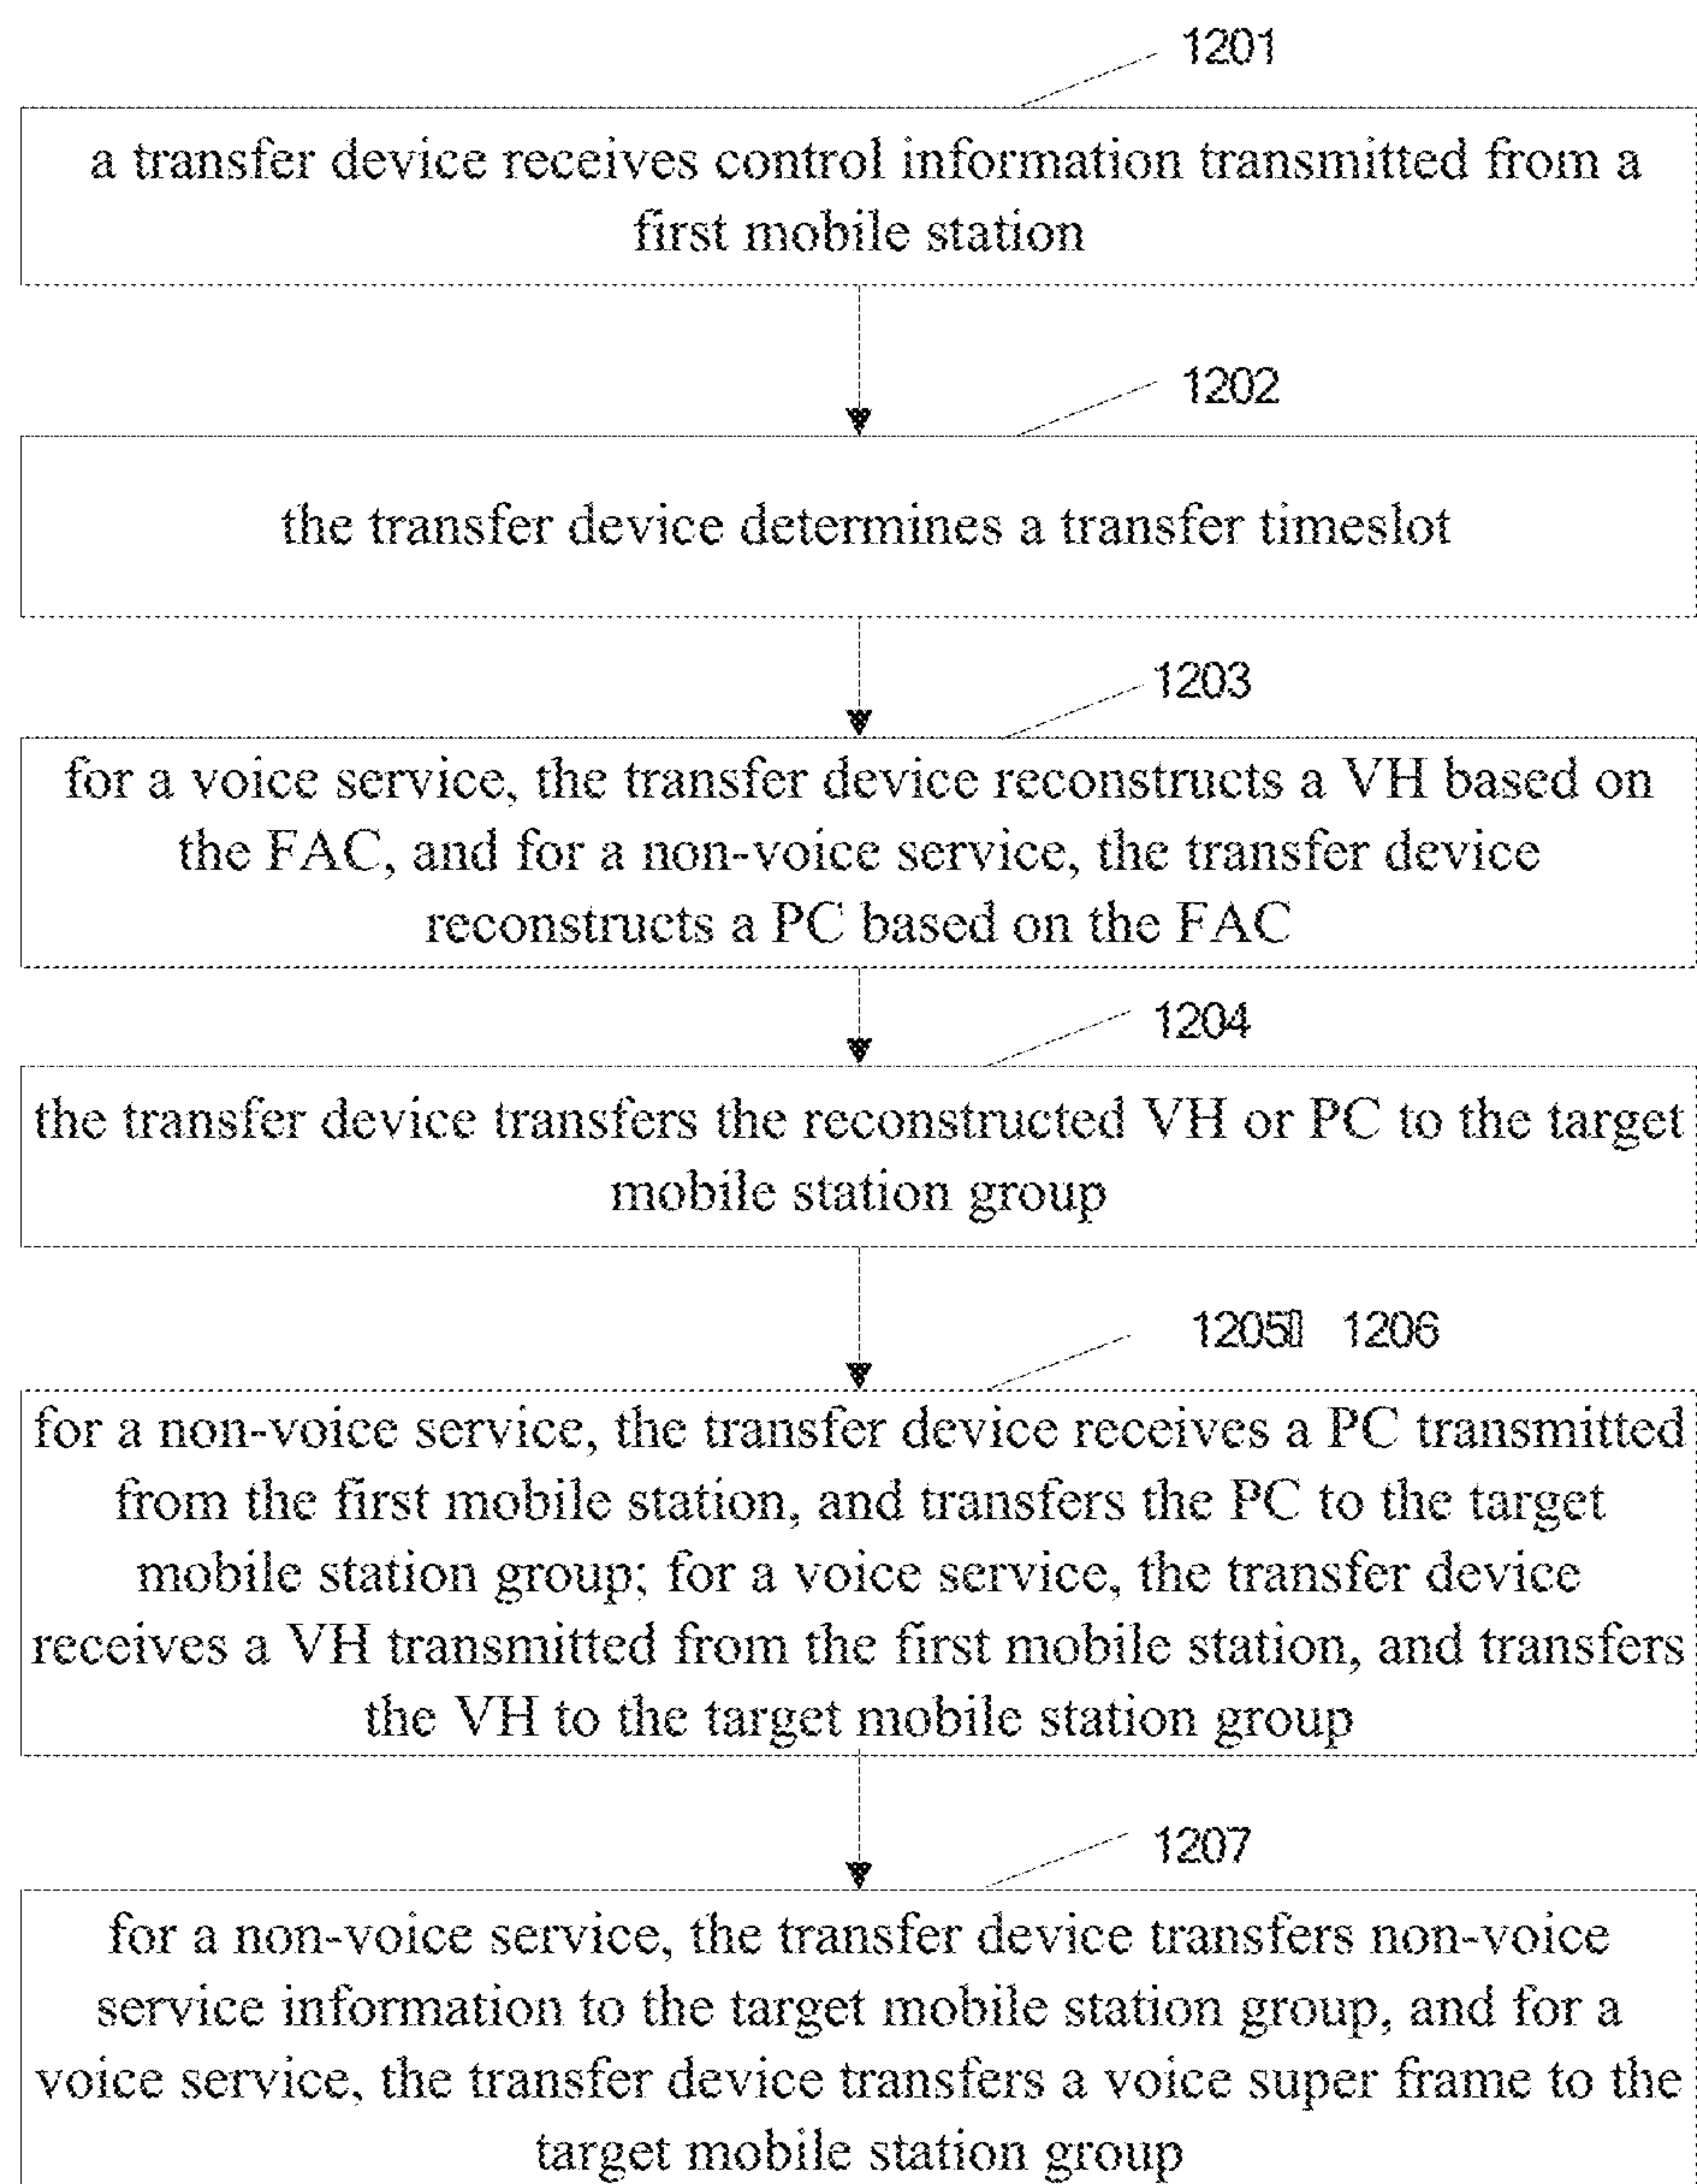 1201
a transfer device receives control information transmitted from a
first mobile station
1202
the transfer device determines a transfer timeslot
1203
for a voice service, the transfer device reconstructs a VH based on
the FAC, and for a non-voice service, the transfer device
reconstructs a PC based on the FAC
1204
the transfer device transfers the reconstructed VH or PC to the target
mobile station group
1205 1206
for a non-voice service, the transfer device receives a PC transmitted
from the first mobile station, and transfers the PC to the target
mobile station group; for a voice service, the transfer device
receives a VH transmitted from the first mobile station, and transfers
the VH to the target mobile station group
1207
for a non-voice service, the transfer device transfers non-voice
service information to the target mobile station group, and for a
voice service, the transfer device transfers a voice super frame to the
target mobile station group